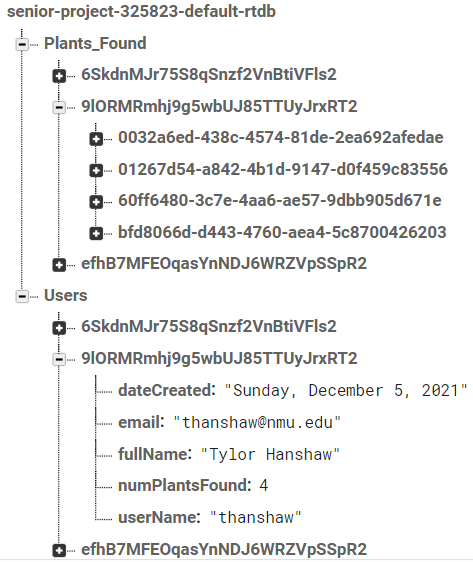 senior-project-325823-default-rtdb
Plants_Found
6SkdnMJr75S8qSnzf2VnBtiVFls2
9lORMRmhj9g5wbUJ85TTUyJrxRT2
0032a6ed-438c-4574-81de-2ea692afedae
01267d54-a842-4b1d-9147-d0f459c83556
60ff6480-3c7e-4aa6-ae57-9dbb905d671e
bfd8066d-d443-4760-aea4-5c8700426203
efhB7MFEOqasYnNDJ6WRZVpSSpR2
Users
6SkdnMJr75S8qSnzf2VnBtiVFls2
9lORMRmhj9g5wbUJ85TTUyJrxRT2
dateCreated: "Sunday, December 5, 2021"
email: "thanshaw@nmu.edu"
fullName: "Tylor Hanshaw"
numPlantsFound: 4
userName: "thanshaw"
efhB7MFEOqasYnNDJ6WRZVpSSpR2